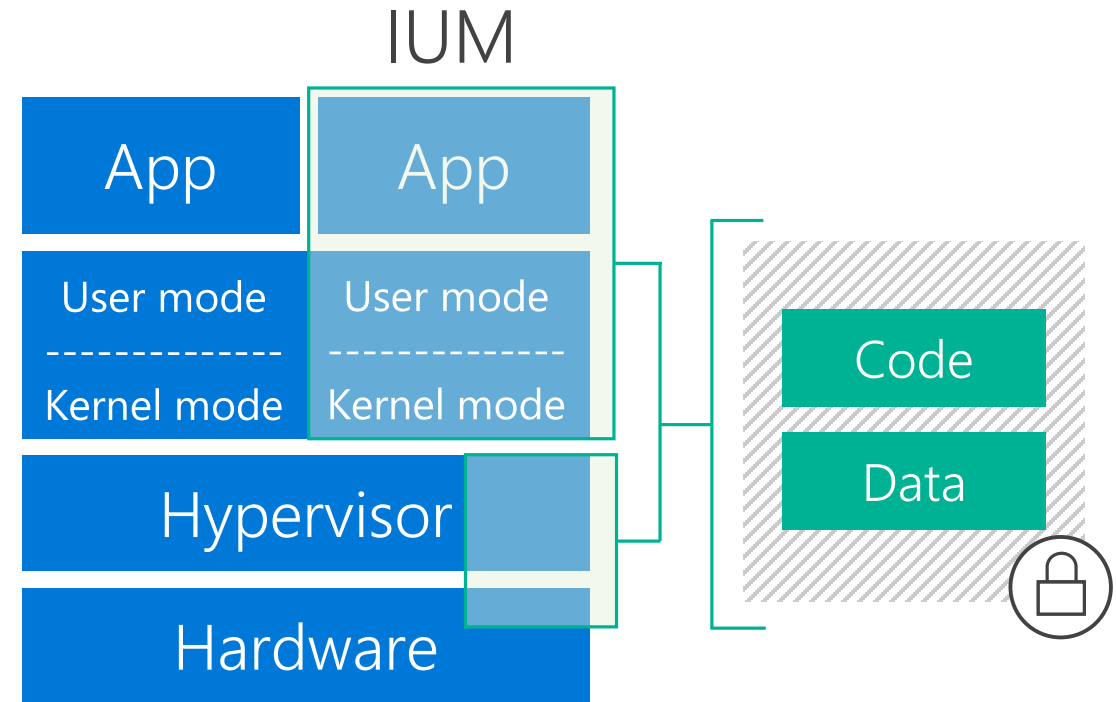 IUM
App
App
User mode
User mode
Kernel mode
Kernel mode
Hypervisor
Hardware
Code
Data